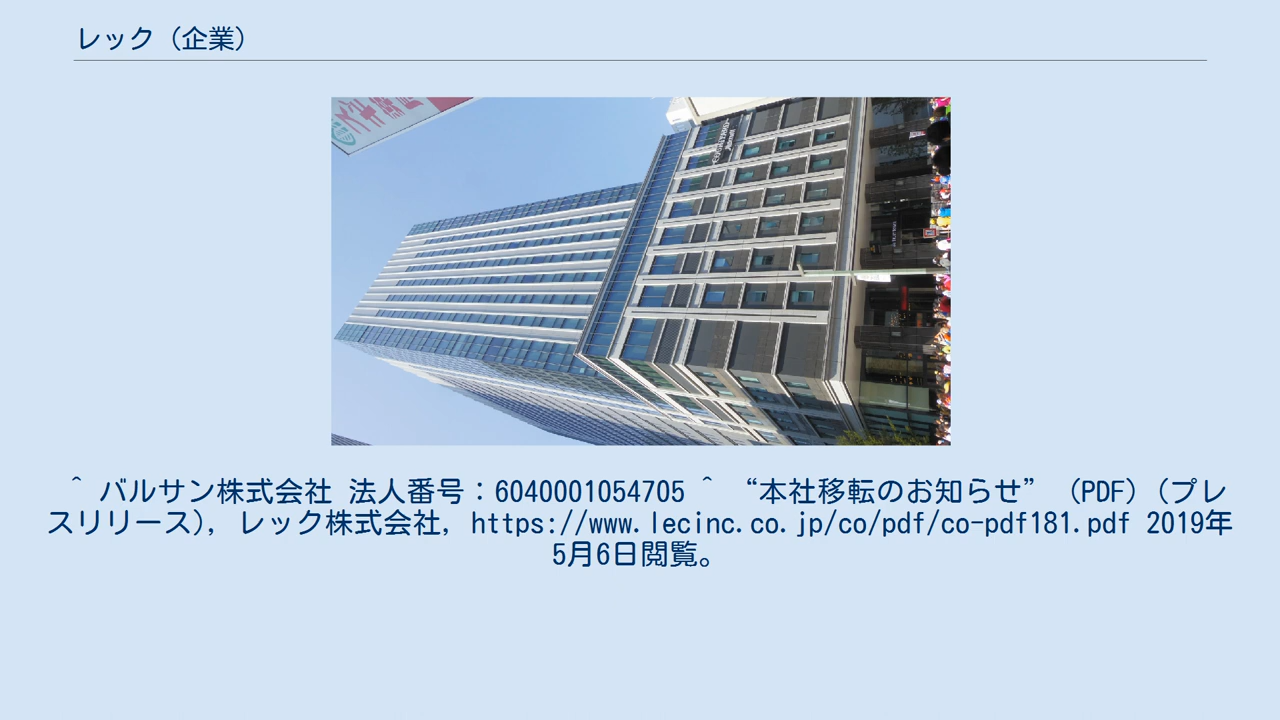 レック（企業）
^ バルサン株式会社 法人番号：6040001054705 ^ “本社移転のお知らせ” (PDF) (プレ
スリリース), レック株式会社, https://www.lecinc.co.jp/co/pdf/co-pdf181.pdf 2019年
5月6日閲覧。